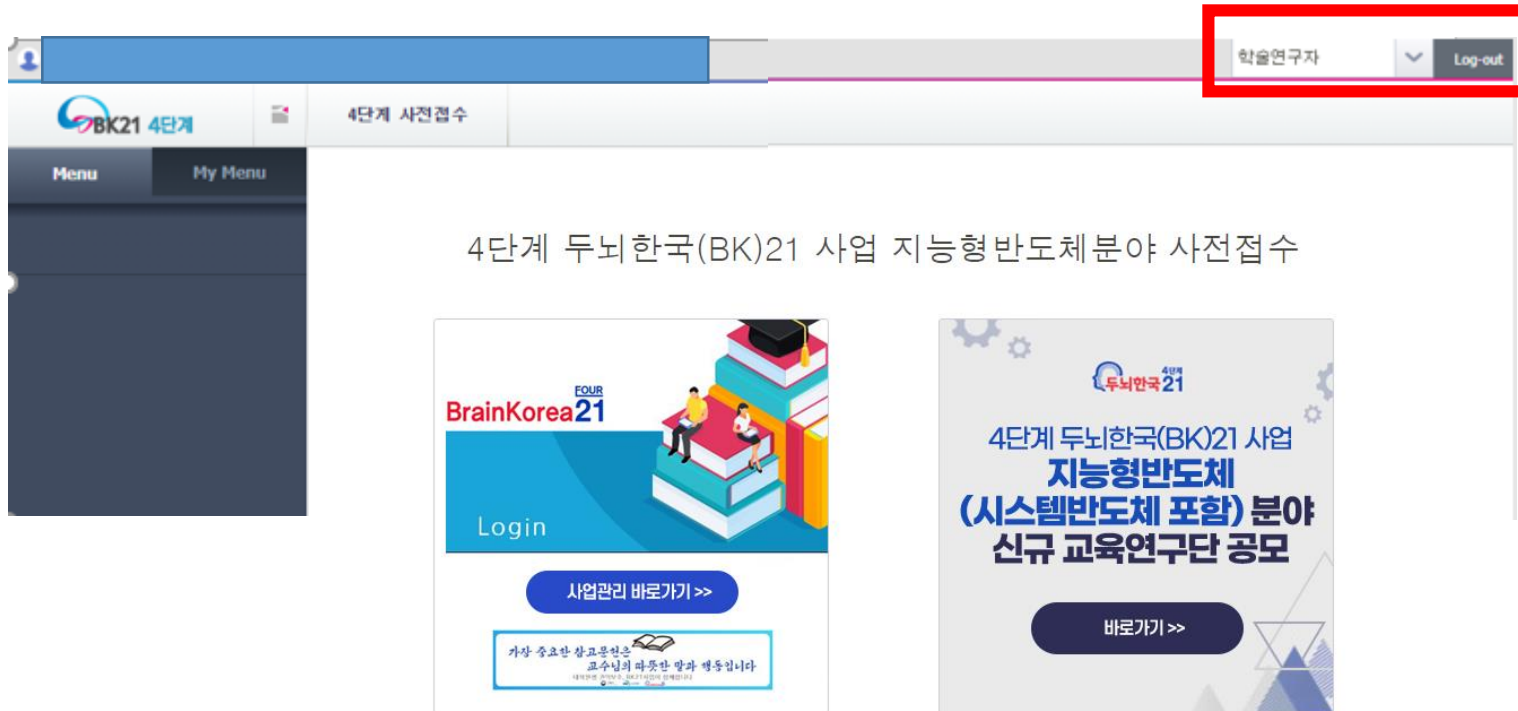 학술연구자
Log-out
BK21 4단계
4단계 사전접수
Menu
My Menu
4단계 두뇌한국(BK)21 사업 지능형반도체분야 사전접수
BrainKorea21
FOUR
Login
사업관리 바로가기 >>
가장 중요한 참고문헌은
교수님의 따뜻한 말과 행동입니다
4단계
두뇌한국21
4단계 두뇌한국(BK)21 사업
지능형반도체
(시스템반도체 포함) 분야
신규 교육연구단 공모
바로가기 >>